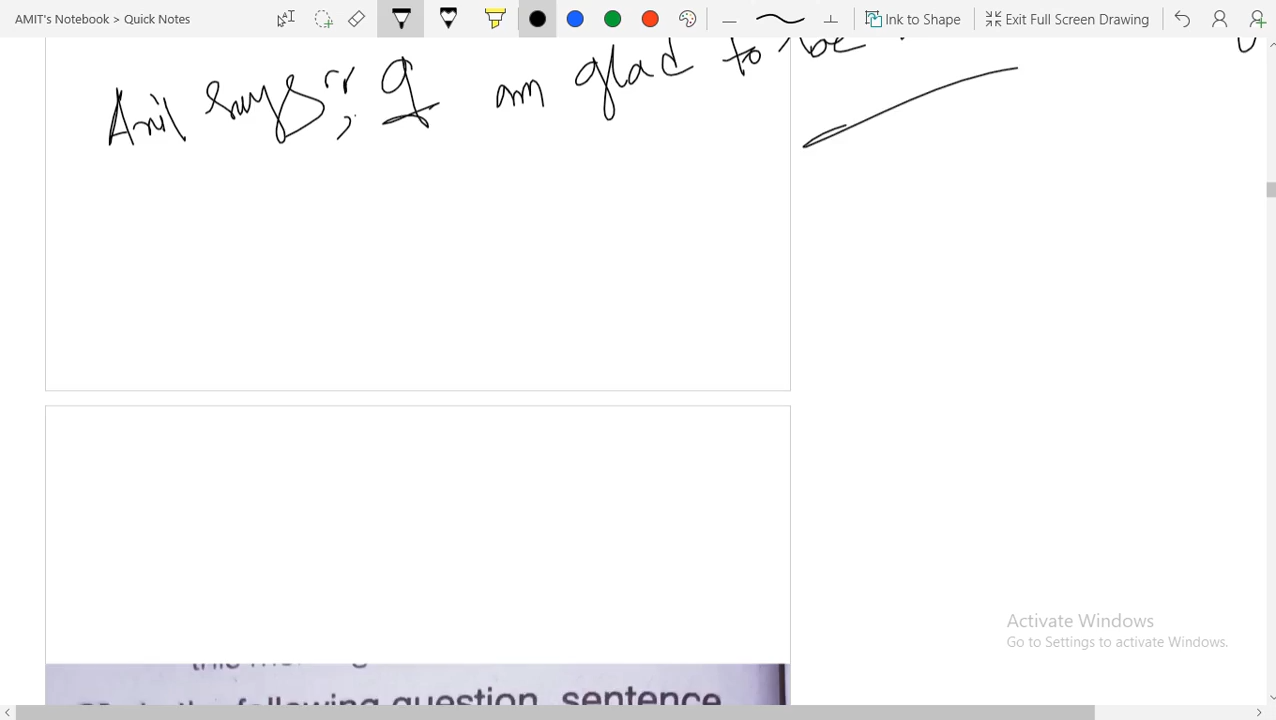 AMIT's Notebook > Quick Notes
Ink to Shape
Exit Full Screen Drawing
Anil says, "I am glad to be
Activate Windows
Go to Settings to activate Windows.
following question, sentence